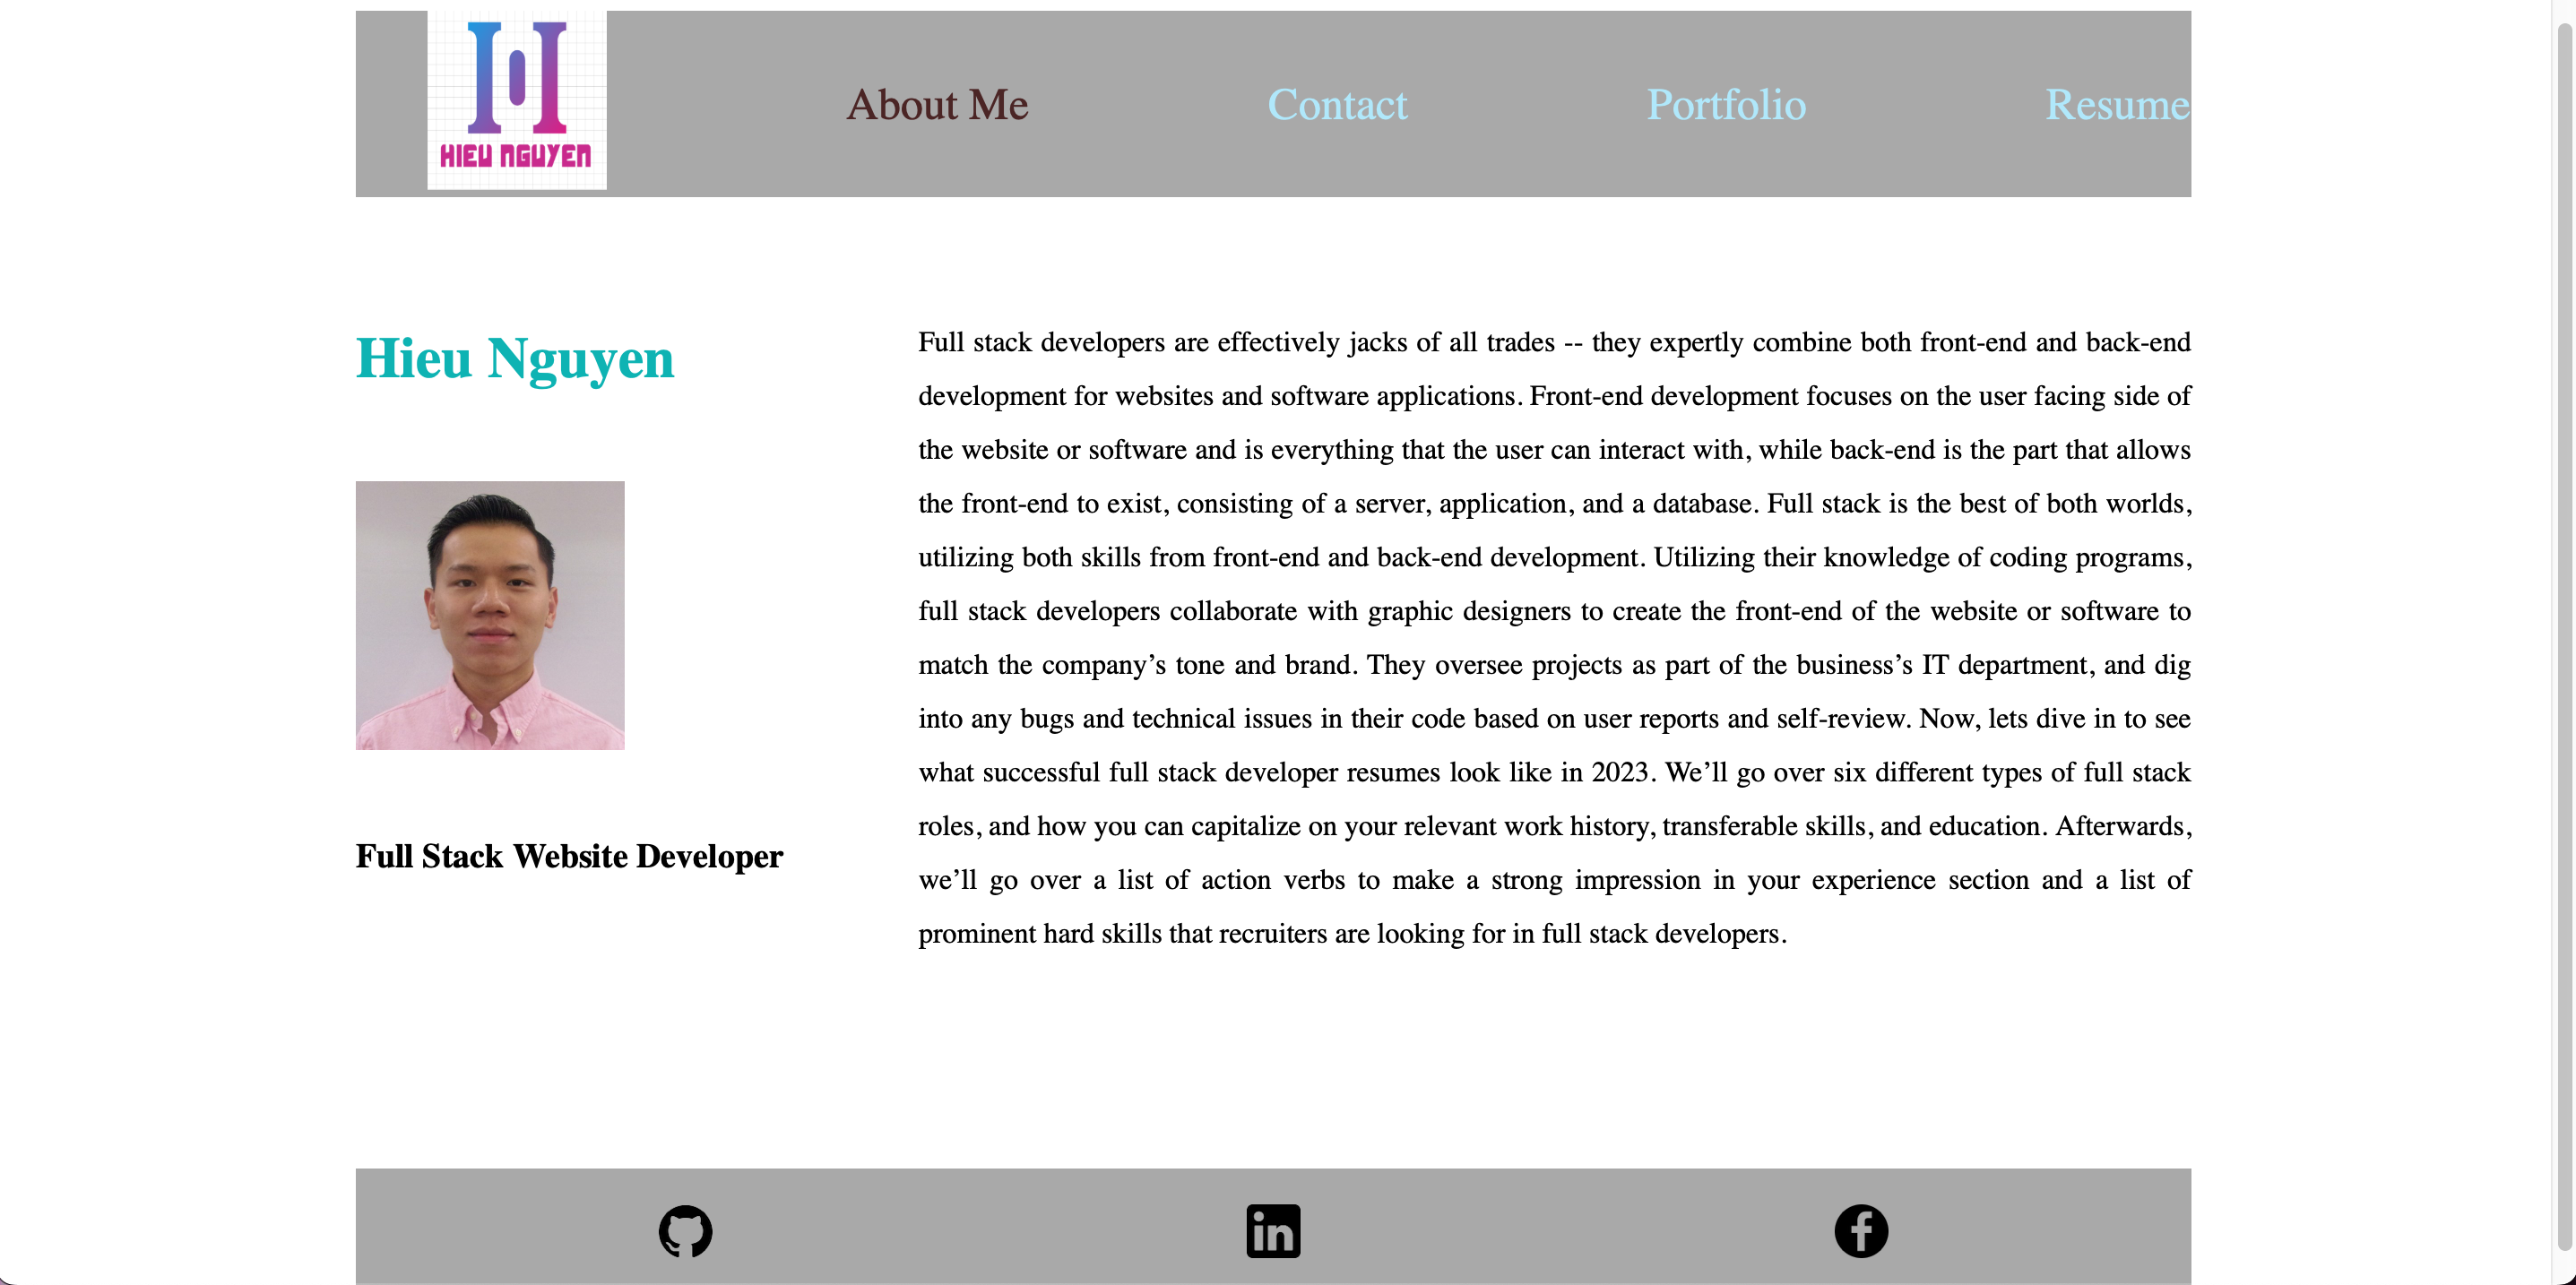 HIEU NGUYEN
About Me
Contact
Portfolio
Resume
Hieu Nguyen
Full Stack Website Developer
Full stack developers are effectively jacks of all trades -- they expertly combine both front-end and back-end
development for websites and software applications. Front-end development focuses on the user facing side of
the website or software and is everything that the user can interact with, while back-end is the part that allows
the front-end to exist, consisting of a server, application, and a database. Full stack is the best of both worlds,
utilizing both skills from front-end and back-end development. Utilizing their knowledge of coding programs,
full stack developers collaborate with graphic designers to create the front-end of the website or software to
match the company’s tone and brand. They oversee projects as part of the business’s IT department, and dig
into any bugs and technical issues in their code based on user reports and self-review. Now, lets dive in to see
what successful full stack developer resumes look like in 2023. We’ll go over six different types of full stack
roles, and how you can capitalize on your relevant work history, transferable skills, and education. Afterwards,
we’ll go over a list of action verbs to make a strong impression in your experience section and a list of
prominent hard skills that recruiters are looking for in full stack developers.
in
f